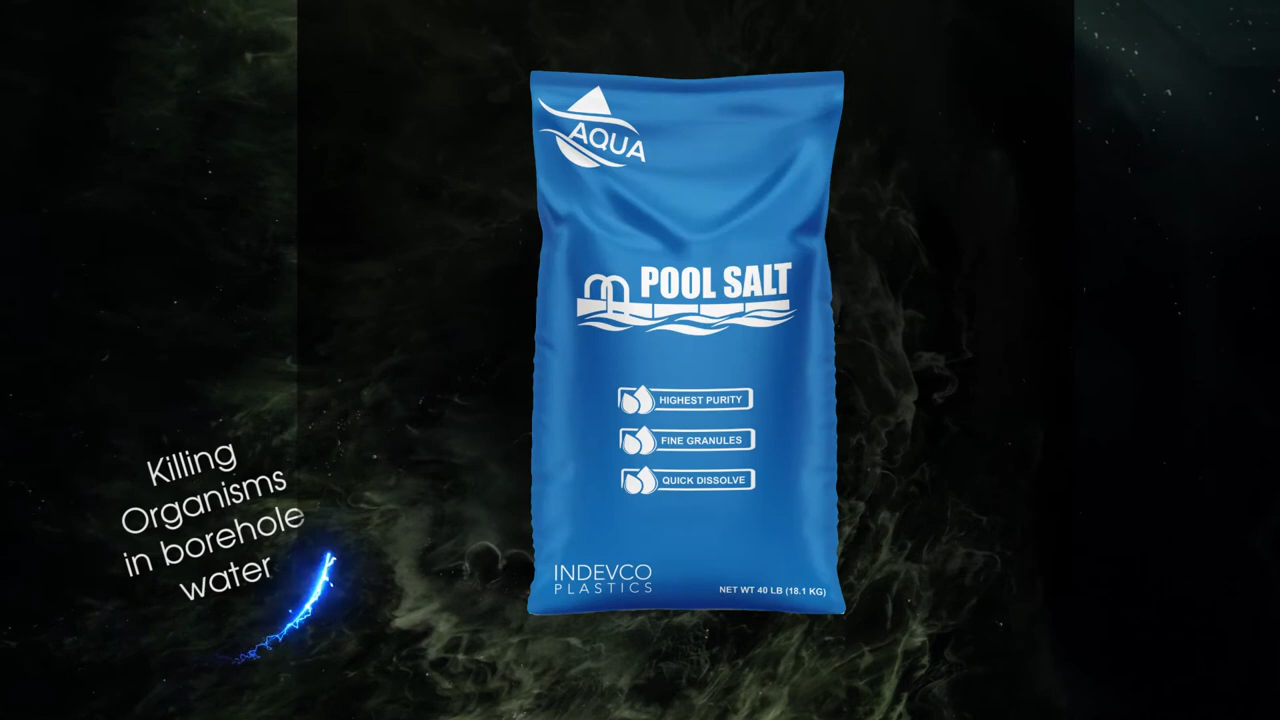 AQUA
POOL SALT
HIGHEST PURITY
FINE GRANULES
QUICK DISSOLVE
INDEVCO
PLASTICS
NET WT 40 LB (18.1 KG)
Killing
Organisms
in borehole
water